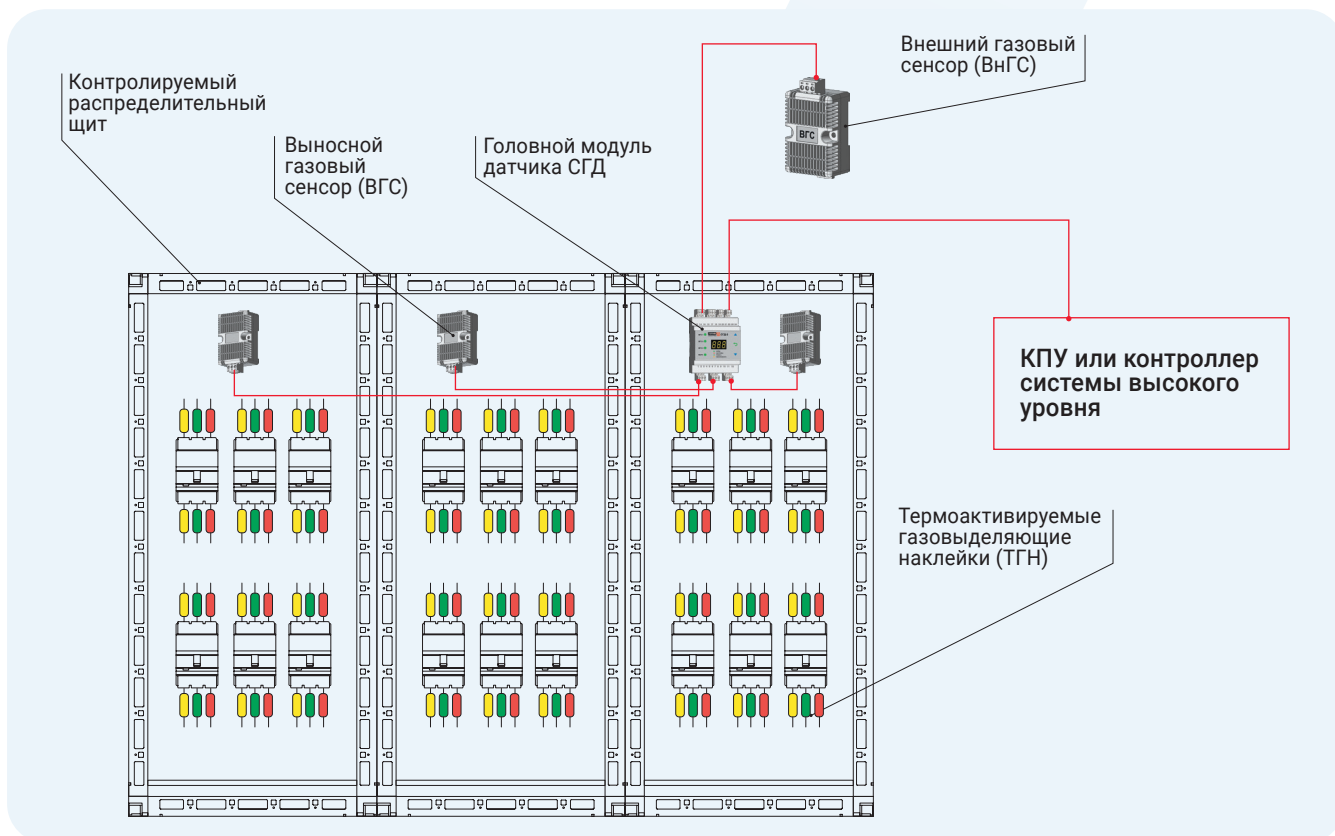 Внешний газовый
сенсор (ВнГС)
Контролируемый
распределительный
щит
Выносной
газовый
сенсор (ВГС)
Головной модуль
датчика СГД
ВГС
КПУ или контроллер
системы высокого
уровня
Термоактивируемые
газовыделяющие
наклейки (ТГН)